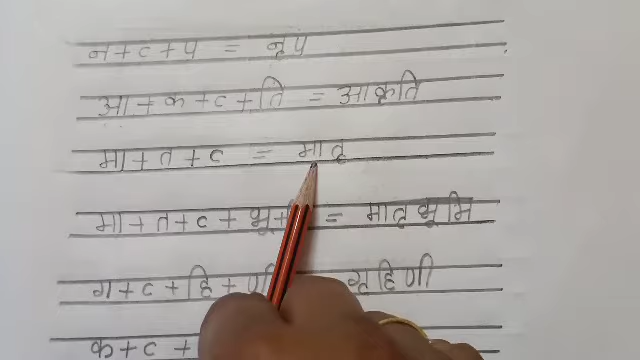 न+ृ+प = नृप
आ+क+ृ+ति = आकृति
मा+त+ृ = मातृ
मा+त+ृ+भू+ = मातृभूमि
ग+ृ+हि+णी गृहिणी
क+ृ+